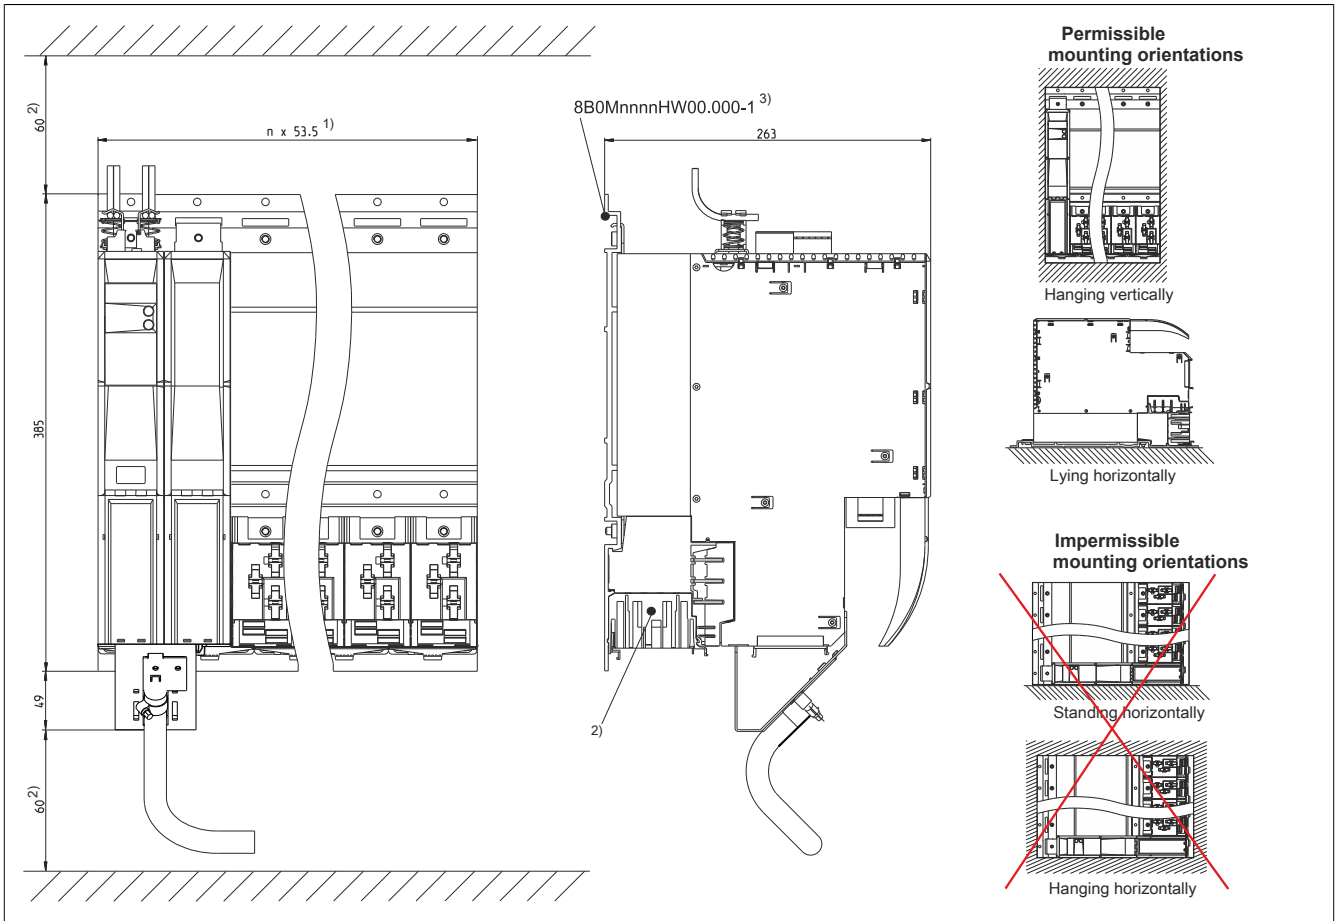 60 2)
n x 53.5 1)
385
49
60 2)
8B0MnnnnHW00.000-1 3)
263
2)
Permissible
mounting orientations
Hanging vertically
Lying horizontally
Impermissible
mounting orientations
Standing horizontally
Hanging horizontally